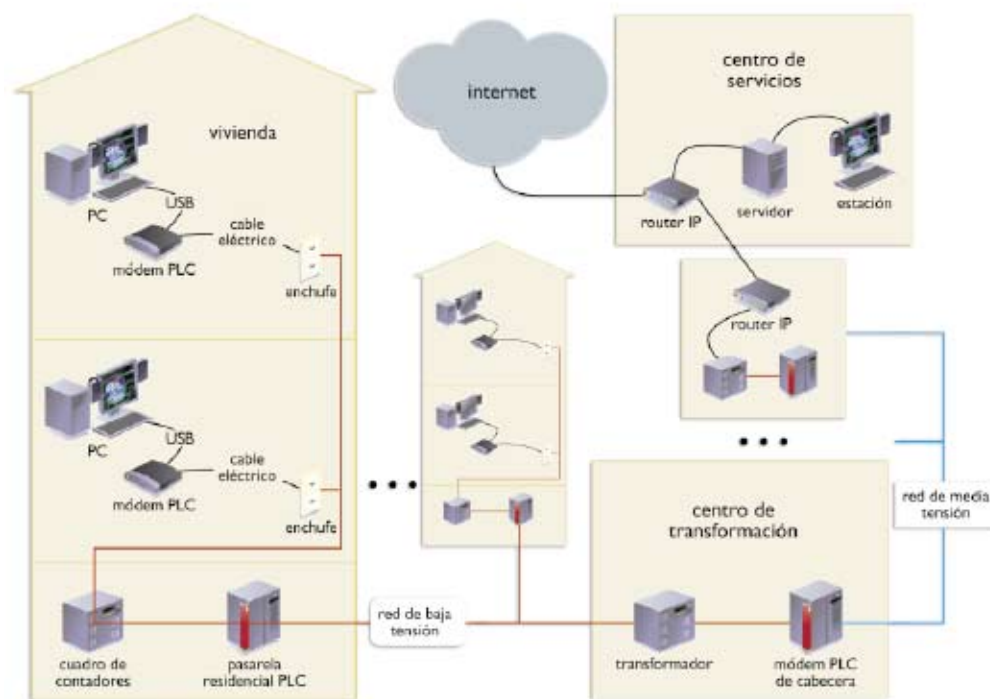 vivienda
PC
USB
cable
eléctrico
módem PLC
enchufe
PC
USB
cable
eléctrico
módem PLC
enchufe
cuadro de
contadores
pasarela
residencial PLC
red de baja
tensión
internet
centro de
servicios
router IP
servidor
estación
router IP
red de media
tensión
centro de
transformación
transformador
módem PLC
de cabecera